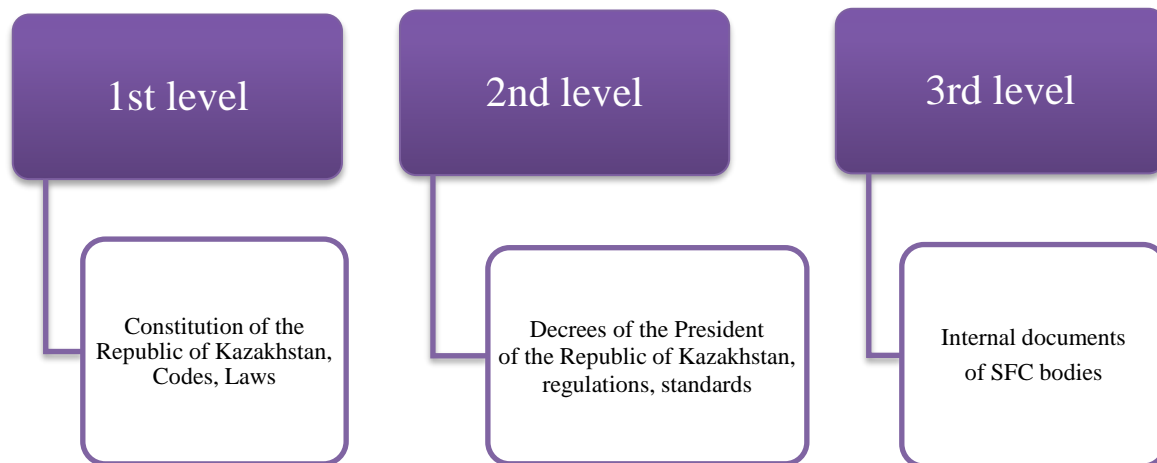 1st level
2nd level
3rd level
Constitution of the
Republic of Kazakhstan,
Codes, Laws
Decrees of the President
of the Republic of Kazakhstan,
regulations, standards
Internal documents
of SFC bodies